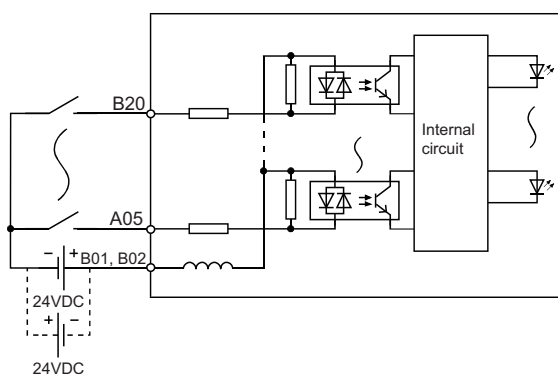 B20
Internal
circuit
A05
− + B01, B02
24VDC
+ −
24VDC